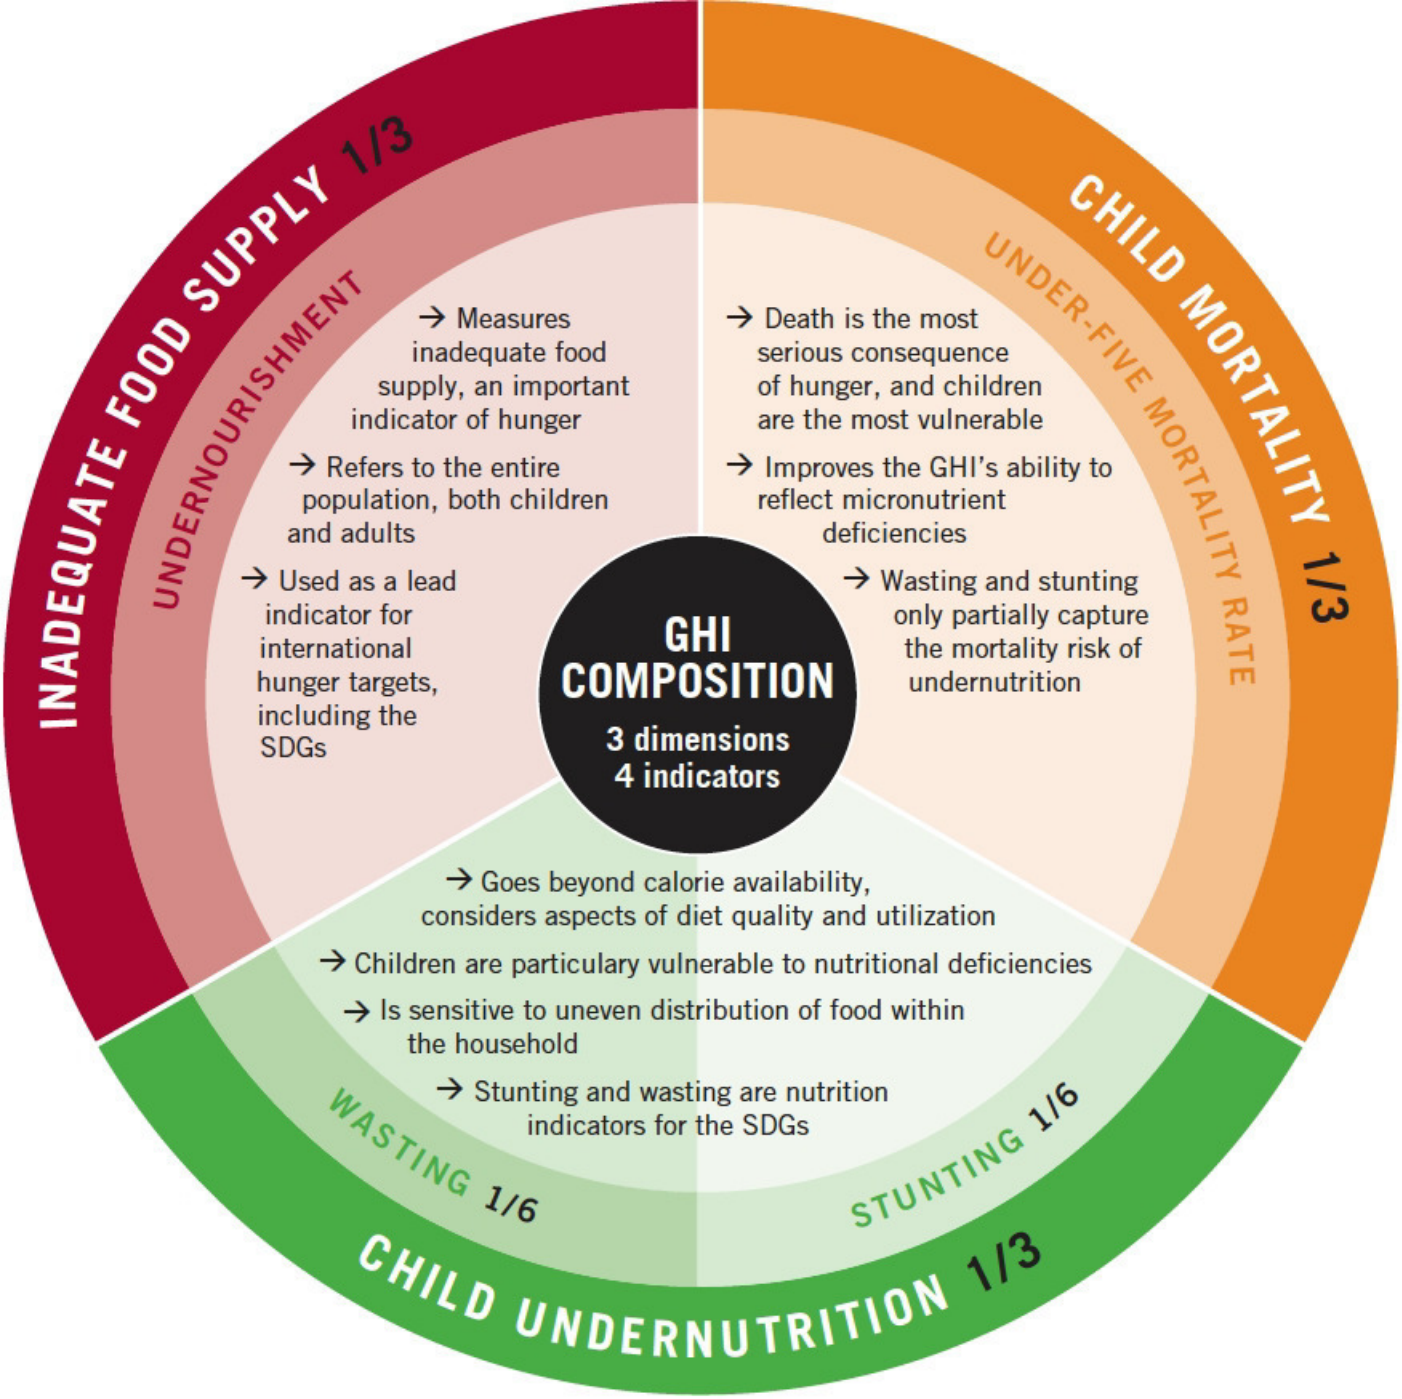 INADEQUATE FOOD SUPPLY 1/3
UNDERNOURISHMENT
→ Measures
inadequate food
supply, an important
indicator of hunger
→ Refers to the entire
population, both children
and adults
→ Used as a lead
indicator for
international
hunger targets,
including the
SDGs
CHILD MORTALITY 1/3
UNDER-FIVE MORTALITY RATE
→ Death is the most
serious consequence
of hunger, and children
are the most vulnerable
→ Improves the GHI's ability to
reflect micronutrient
deficiencies
→ Wasting and stunting
only partially capture
the mortality risk of
undernutrition
GHI
COMPOSITION
3 dimensions
4 indicators
→ Goes beyond calorie availability,
considers aspects of diet quality and utilization
→ Children are particulary vulnerable to nutritional deficiencies
→ Is sensitive to uneven distribution of food within
the household
→ Stunting and wasting are nutrition
indicators for the SDGs
WASTING 1/6
STUNTING 1/6
CHILD UNDERNUTRITION 1/3